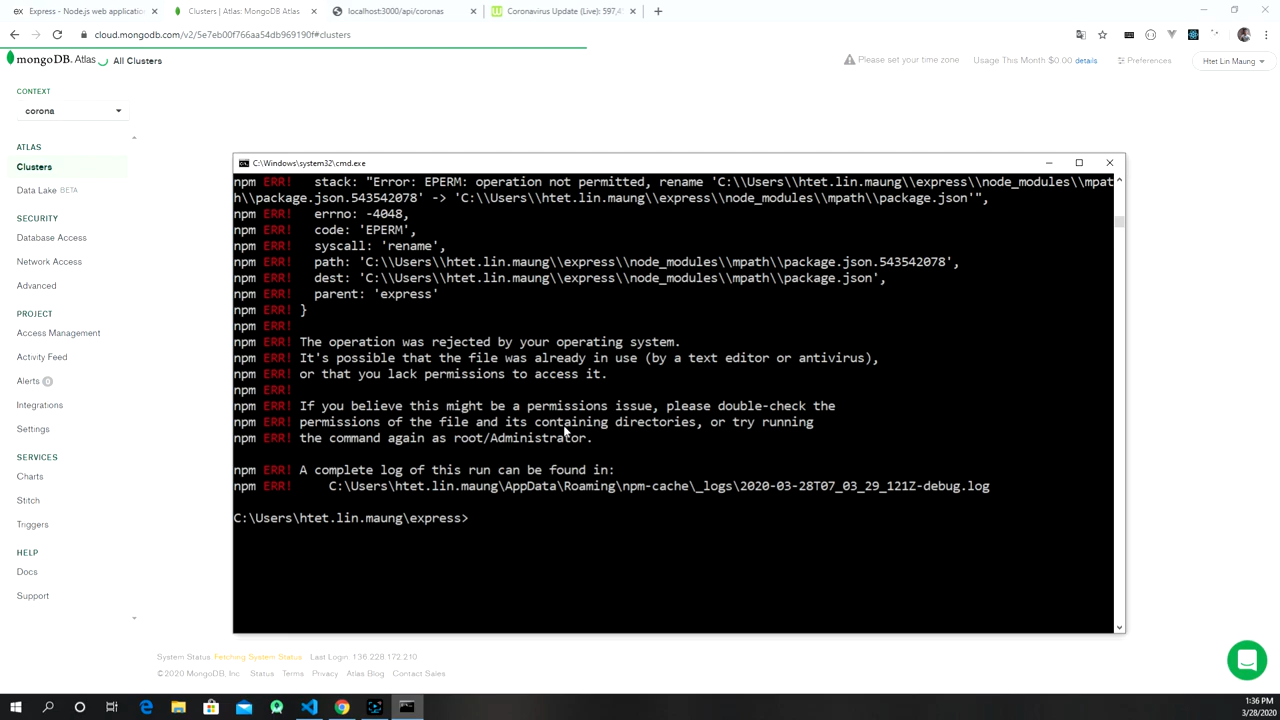 Express - Node.js web applicatio
Clusters | Atlas: MongoDB Atlas
localhost:3000/api/coronas
Coronavirus Update (Live): 597,4
cloud.mongodb.com/v2/5e7eb00f766aa54db969190f#clusters
mongoDB. Atlas
All Clusters
Please set your time zone
Usage This Month $0.00 details
Preferences
Htet Lin Maung
CONTEXT
corona
ATLAS
Clusters
Data Lake BETA
SECURITY
Database Access
Network Access
Advanced
PROJECT
Access Management
Activity Feed
Alerts 0
Integrations
Settings
SERVICES
Charts
Stitch
Triggers
HELP
Docs
Support
C:\Windows\system32\cmd.exe
npm ERR!   stack: "Error: EPERM: operation not permitted, rename 'C:\\Users\\htet.lin.maung\\express\\node_modules\\mpat
h\\package.json.543542078' -> 'C:\\Users\\htet.lin.maung\\express\\node_modules\\mpath\\package.json'",
npm ERR!   errno: -4048,
npm ERR!   code: 'EPERM',
npm ERR!   syscall: 'rename',
npm ERR!   path: 'C:\\Users\\htet.lin.maung\\express\\node_modules\\mpath\\package.json.543542078',
npm ERR!   dest: 'C:\\Users\\htet.lin.maung\\express\\node_modules\\mpath\\package.json',
npm ERR!   parent: 'express'
npm ERR! }
npm ERR!
npm ERR! The operation was rejected by your operating system.
npm ERR! It's possible that the file was already in use (by a text editor or antivirus),
npm ERR! or that you lack permissions to access it.
npm ERR!
npm ERR! If you believe this might be a permissions issue, please double-check the
npm ERR! permissions of the file and its containing directories, or try running
npm ERR! the command again as root/Administrator.
npm ERR! A complete log of this run can be found in:
npm ERR!     C:\Users\htet.lin.maung\AppData\Roaming\npm-cache\_logs\2020-03-28T07_03_29_121Z-debug.log
C:\Users\htet.lin.maung\express>
System Status: Fetching System Status   Last Login: 136.228.172.210
©2020 MongoDB, Inc.   Status   Terms   Privacy   Atlas Blog   Contact Sales
1:36 PM
3/28/2020